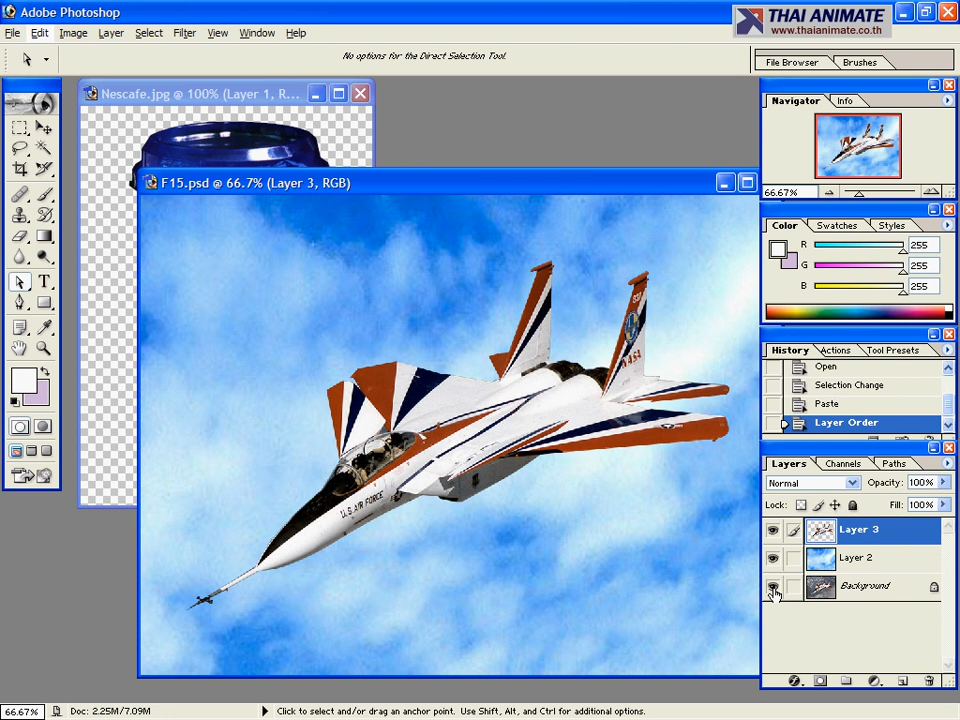 Adobe Photoshop
THAI ANIMATE
www.thaianimate.co.th
File Edit Image Layer Select Filter View Window Help
No options for the Direct Selection Tool.
File Browser Brushes
Nescafe.jpg @ 100% (Layer 1, R...
F15.psd @ 66.7% (Layer 3, RGB)
Navigator Info
66.67%
Color Swatches Styles
R 255
G 255
B 255
History Actions Tool Presets
Open
Selection Change
Paste
Layer Order
Layers Channels Paths
Normal Opacity: 100%
Lock: Fill: 100%
Layer 3
Layer 2
Background
T
NASA
U.S. AIR FORCE
66.67% Doc: 2.25M/7.09M Click to select and/or drag an anchor point. Use Shift, Alt, and Ctrl for additional options.